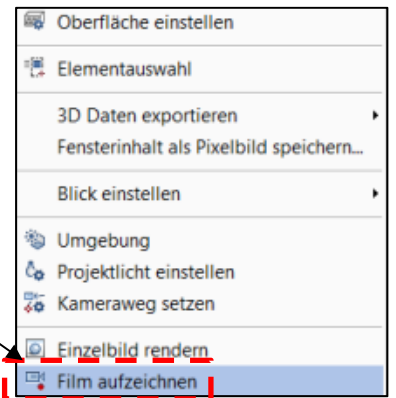 Oberfläche einstellen
Elementauswahl
3D Daten exportieren
Fensterinhalt als Pixelbild speichern...
Blick einstellen
Umgebung
Projektlicht einstellen
Kameraweg setzen
Einzelbild rendern
Film aufzeichnen